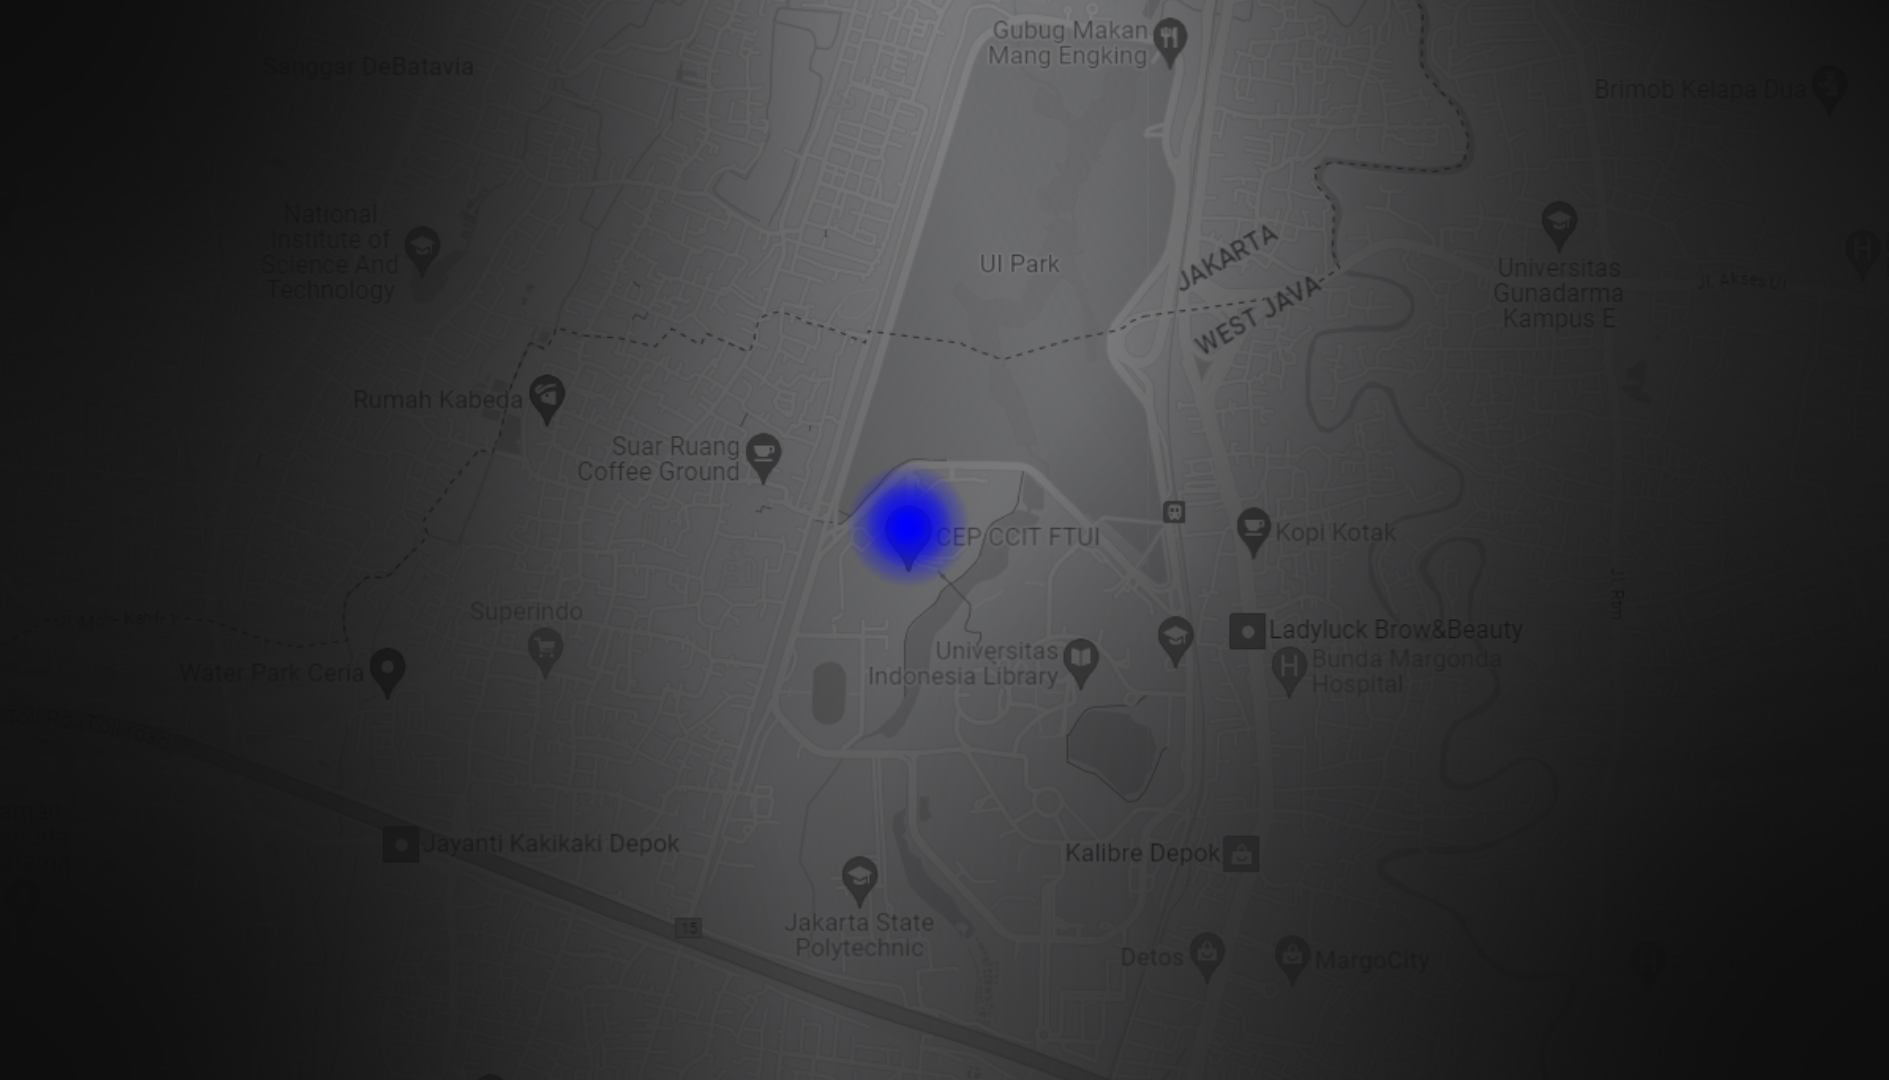 Gubug Makan
Mang Engking
Sanggar DeBatavia
Brimob Kelapa Dua
National
Institute of
Science And
Technology
UI Park
JAKARTA
WEST JAVA
Universitas
Gunadarma
Kampus E
Jl. Akses UI
Rumah Kabeda
Suar Ruang
Coffee Ground
CEP CCIT FTUI
Kopi Kotak
Superindo
Ladyluck Brow&Beauty
Universitas
Indonesia Library
Bunda Margonda
Hospital
Water Park Ceria
Jayanti Kakikaki Depok
Kalibre Depok
15
Jakarta State
Polytechnic
Detos
MargoCity